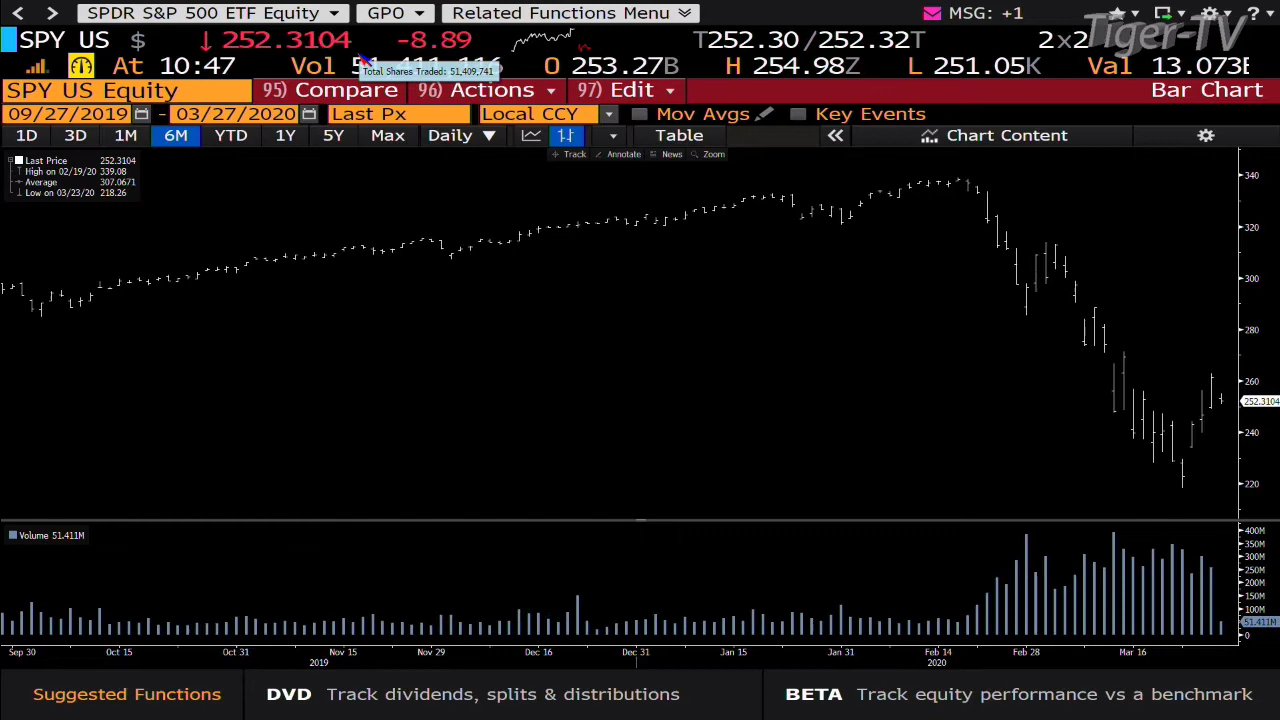 SPDR S&P 500 ETF Equity GPO Related Functions Menu MSG: +1 ?
SPY US $ ↓ 252.3104 -8.89 T252.30 / 252.32T 2 x 2 Tiger-TV
At 10:47 Vol O 253.27B H 254.98Z L 251.05K Val 13.073B
Total Shares Traded: 51,409,741
SPY US Equity 95) Compare 96) Actions 97) Edit Bar Chart
09/27/2019 - 03/27/2020 Last Px Local CCY Mov Avgs Key Events
1D 3D 1M 6M YTD 1Y 5Y Max Daily Table Chart Content
Track Annotate News Zoom
Last Price 252.3104
High on 02/19/20 339.08
Average 307.0671
Low on 03/23/20 218.26
340
320
300
280
260
252.3104
240
220
Volume 51.411M
400M
350M
300M
250M
200M
150M
100M
51.411M
0
Sep 30 Oct 15 Oct 31 Nov 15 Nov 29 Dec 16 Dec 31 Jan 15 Jan 31 Feb 14 Feb 28 Mar 16
2019 2020
Suggested Functions DVD Track dividends, splits & distributions BETA Track equity performance vs a benchmark